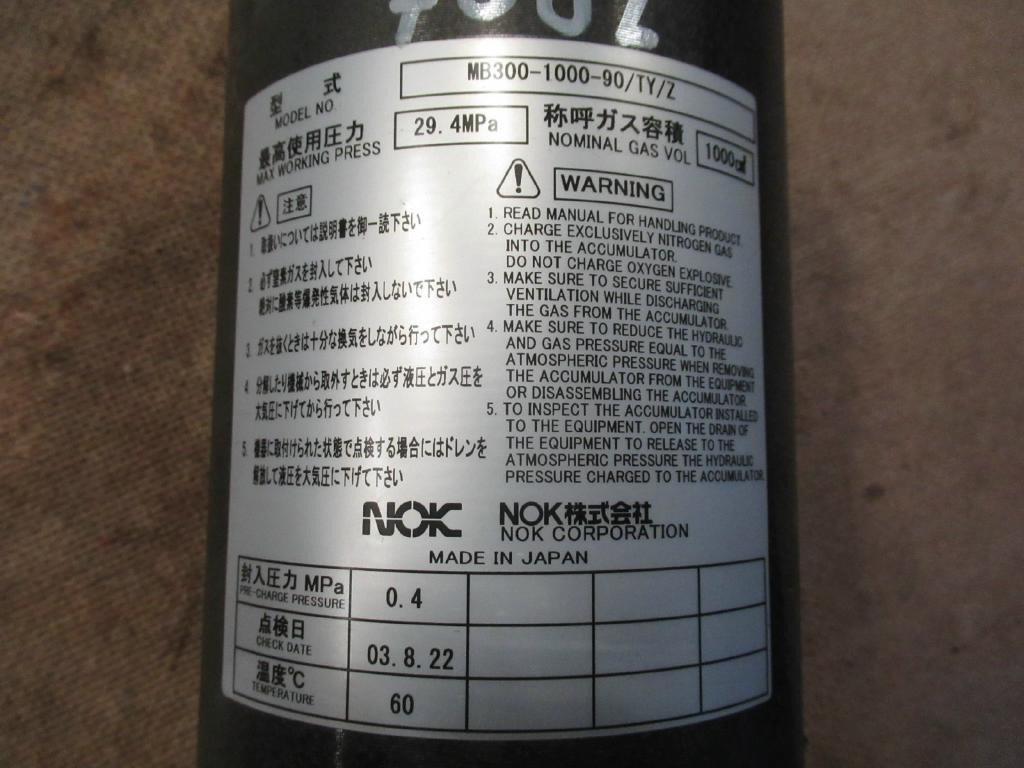 型 式 MB300-1000-90/TY/Z
MODEL NO.
最高使用圧力 29.4MPa 称呼ガス容積 1000㎤
MAX WORKING PRESS NOMINAL GAS VOL
注意
1. 取扱いについては説明書を御一読下さい
2. 必ず窒素ガスを封入して下さい
絶対に酸素等爆発性気体は封入しないで下さい
3. ガスを抜くときは十分な換気をしながら行って下さい
4. 分解したり機械から取外すときは必ず液圧とガス圧を
大気圧に下げてから行って下さい
5. 機器に取付けられた状態で点検する場合にはドレンを
解放して液圧を大気圧に下げて下さい
WARNING
1. READ MANUAL FOR HANDLING PRODUCT.
2. CHARGE EXCLUSIVELY NITROGEN GAS
INTO THE ACCUMULATOR.
DO NOT CHARGE OXYGEN EXPLOSIVE.
3. MAKE SURE TO SECURE SUFFICIENT
VENTILATION WHILE DISCHARGING
THE GAS FROM THE ACCUMULATOR.
4. MAKE SURE TO REDUCE THE HYDRAULIC
AND GAS PRESSURE EQUAL TO THE
ATMOSPHERIC PRESSURE WHEN REMOVING
THE ACCUMULATOR FROM THE EQUIPMENT
OR DISASSEMBLING THE ACCUMULATOR.
5. TO INSPECT THE ACCUMULATOR INSTALLED
TO THE EQUIPMENT. OPEN THE DRAIN OF
THE EQUIPMENT TO RELEASE TO THE
ATMOSPHERIC PRESSURE THE HYDRAULIC
PRESSURE CHARGED TO THE ACCUMULATOR.
NOK NOK株式会社
NOK CORPORATION
MADE IN JAPAN
封入圧力 MPa 0.4
PRE-CHARGE PRESSURE
点検日 03.8.22
CHECK DATE
温度℃ 60
TEMPERATURE